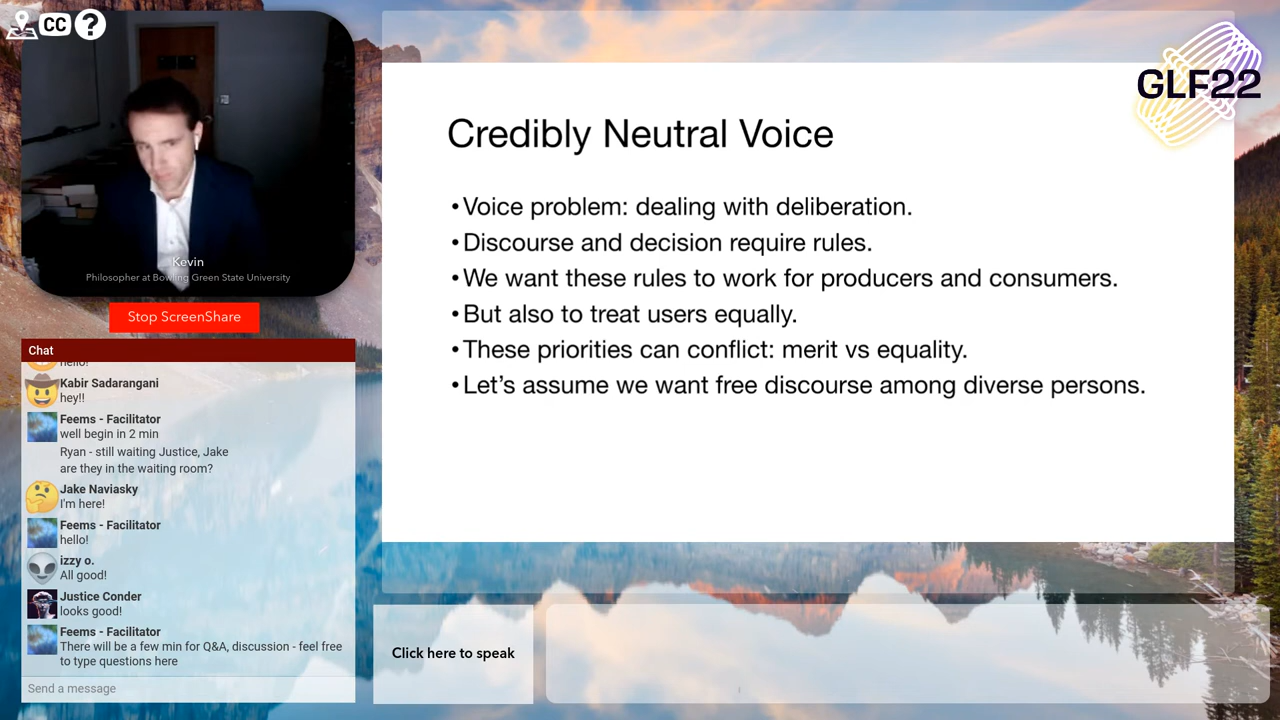 CC
?
GLF22
Kevin
Philosopher at Bowling Green State University
Stop ScreenShare
Credibly Neutral Voice
•Voice problem: dealing with deliberation.
•Discourse and decision require rules.
•We want these rules to work for producers and consumers.
•But also to treat users equally.
•These priorities can conflict: merit vs equality.
•Let's assume we want free discourse among diverse persons.
Chat
hello!
Kabir Sadarangani
hey!!
Feems - Facilitator
well begin in 2 min
Ryan - still waiting Justice, Jake
are they in the waiting room?
Jake Naviasky
I'm here!
Feems - Facilitator
hello!
izzy o.
All good!
Justice Conder
looks good!
Feems - Facilitator
There will be a few min for Q&A, discussion - feel free
to type questions here
Send a message
Click here to speak